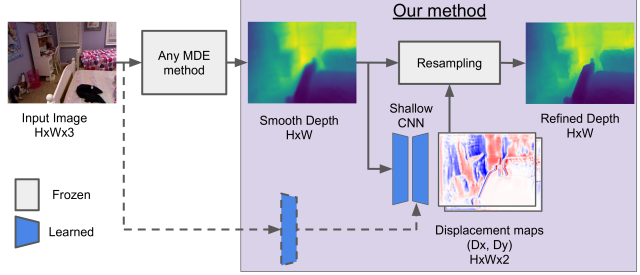 Our method
Any MDE
method
Resampling
Input Image
HxWx3
Smooth Depth
HxW
Shallow
CNN
Refined Depth
HxW
Frozen
Learned
Displacement maps
(Dx, Dy)
HxWx2